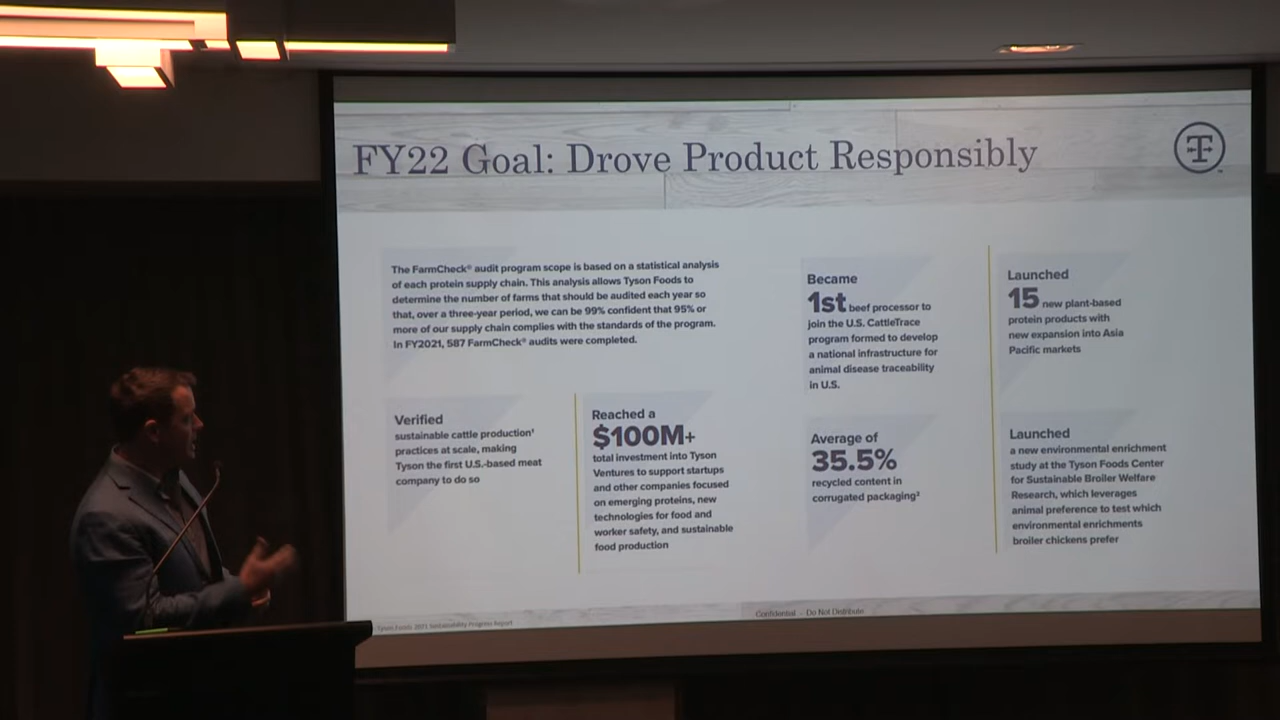 FY22 Goal: Drove Product Responsibly
T
The FarmCheck® audit program scope is based on a statistical analysis
of each protein supply chain. This analysis allows Tyson Foods to
determine the number of farms that should be audited each year so
that, over a three-year period, we can be 99% confident that 95% or
more of our supply chain complies with the standards of the program.
In FY2021, 587 FarmCheck® audits were completed.
Verified
sustainable cattle production¹
practices at scale, making
Tyson the first U.S.-based meat
company to do so
Reached a
$100M+
total investment into Tyson
Ventures to support startups
and other companies focused
on emerging proteins, new
technologies for food and
worker safety, and sustainable
food production
Became
1st beef processor to
join the U.S. CattleTrace
program formed to develop
a national infrastructure for
animal disease traceability
in U.S.
Average of
35.5%
recycled content in
corrugated packaging²
Launched
15 new plant-based
protein products with
new expansion into Asia
Pacific markets
Launched
a new environmental enrichment
study at the Tyson Foods Center
for Sustainable Broiler Welfare
Research, which leverages
animal preference to test which
environmental enrichments
broiler chickens prefer
Confidential - Do Not Distribute
Tyson Foods 2021 Sustainability Progress Report